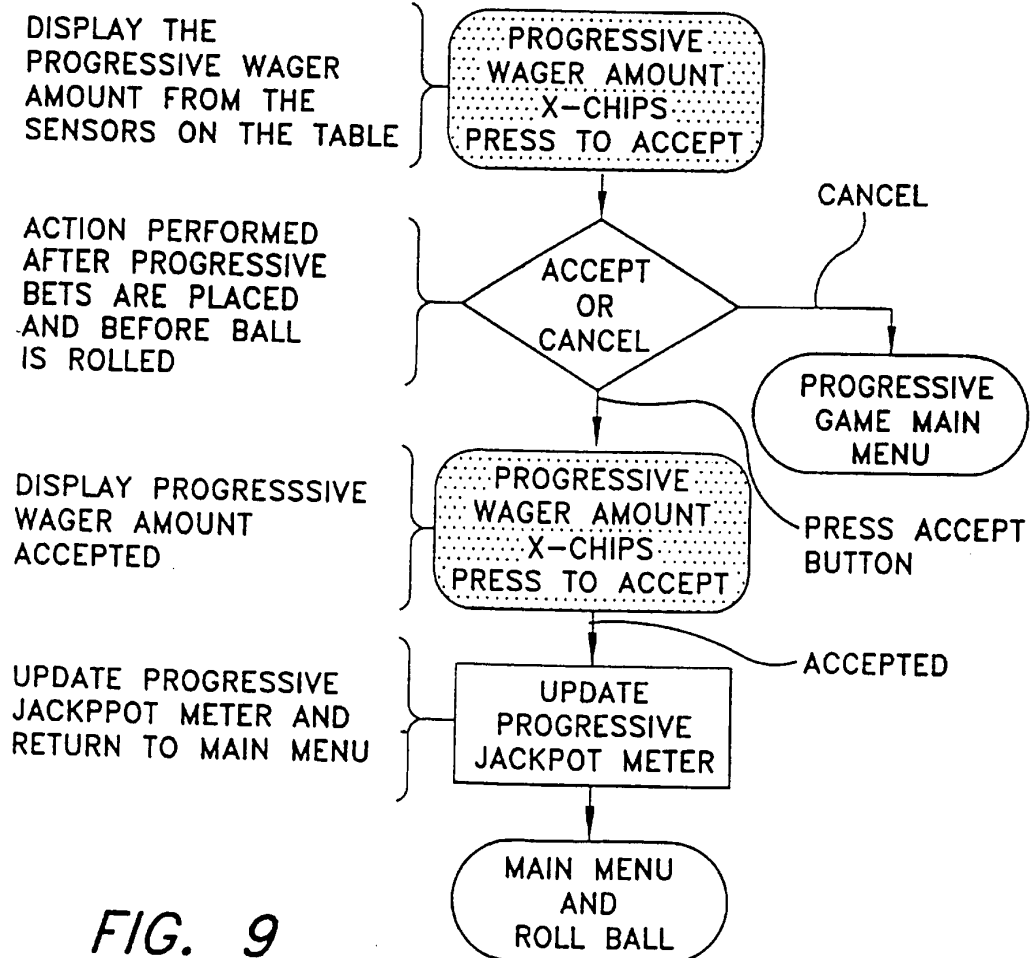 DISPLAY THE
PROGRESSIVE WAGER
AMOUNT FROM THE
SENSORS ON THE TABLE
PROGRESSIVE
WAGER AMOUNT
X-CHIPS
PRESS TO ACCEPT
CANCEL
ACTION PERFORMED
AFTER PROGRESSIVE
BETS ARE PLACED
AND BEFORE BALL
IS ROLLED
ACCEPT
OR
CANCEL
PROGRESSIVE
GAME MAIN
MENU
DISPLAY PROGRESSSIVE
WAGER AMOUNT
ACCEPTED
PROGRESSIVE
WAGER AMOUNT
X-CHIPS
PRESS TO ACCEPT
PRESS ACCEPT
BUTTON
ACCEPTED
UPDATE PROGRESSIVE
JACKPPOT METER AND
RETURN TO MAIN MENU
UPDATE
PROGRESSIVE
JACKPOT METER
MAIN MENU
AND
ROLL BALL
FIG. 9